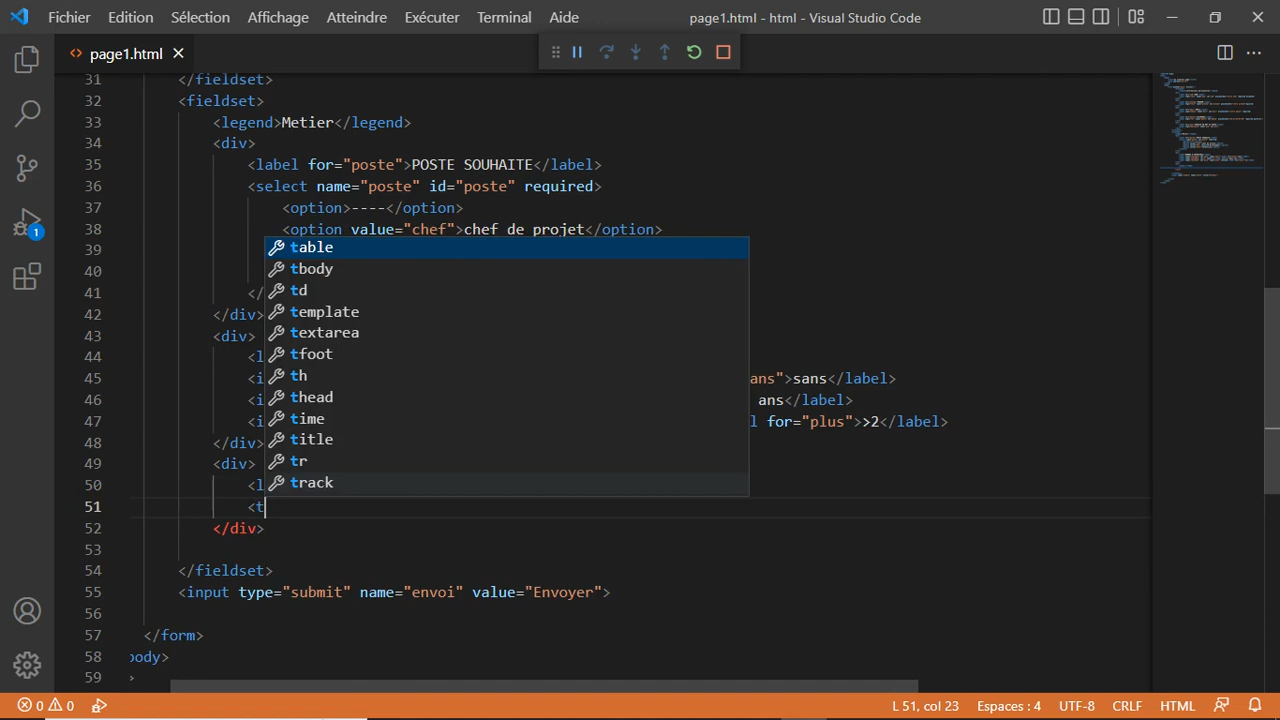 Fichier Edition Sélection Affichage Atteindre Exécuter Terminal Aide page1.html - html - Visual Studio Code
page1.html
31 </fieldset>
32 <fieldset>
33 <legend>Metier</legend>
34 <div>
35 <label for="poste">POSTE SOUHAITE</label>
36 <select name="poste" id="poste" required>
37 <option>----</option>
38 <option value="chef">chef de projet</option>
39 table
tbody
40 td
41 </
42 </div> template
43 <div> textarea
44 <l tfoot
45 <i th ans">sans</label>
46 <i thead ans</label>
47 <i time l for="plus">>2</label>
48 </div> title
49 <div> tr
50 <l track
51 <t
52 </div>
53
54 </fieldset>
55 <input type="submit" name="envoi" value="Envoyer">
56
57 </form>
58 body>
59 >
1
0 0 L 51, col 23 Espaces : 4 UTF-8 CRLF HTML